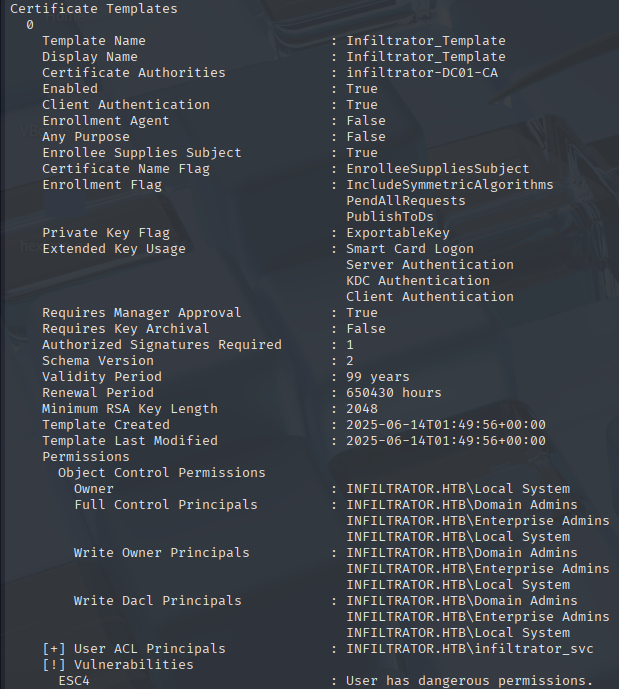 Certificate Templates
0
Template Name : Infiltrator_Template
Display Name : Infiltrator_Template
Certificate Authorities : infiltrator-DC01-CA
Enabled : True
Client Authentication : True
Enrollment Agent : False
Any Purpose : False
Enrollee Supplies Subject : True
Certificate Name Flag : EnrolleeSuppliesSubject
Enrollment Flag : IncludeSymmetricAlgorithms
PendAllRequests
PublishToDs
Private Key Flag : ExportableKey
Extended Key Usage : Smart Card Logon
Server Authentication
KDC Authentication
Client Authentication
Requires Manager Approval : True
Requires Key Archival : False
Authorized Signatures Required : 1
Schema Version : 2
Validity Period : 99 years
Renewal Period : 650430 hours
Minimum RSA Key Length : 2048
Template Created : 2025-06-14T01:49:56+00:00
Template Last Modified : 2025-06-14T01:49:56+00:00
Permissions
Object Control Permissions
Owner : INFILTRATOR.HTB\Local System
Full Control Principals : INFILTRATOR.HTB\Domain Admins
INFILTRATOR.HTB\Enterprise Admins
INFILTRATOR.HTB\Local System
Write Owner Principals : INFILTRATOR.HTB\Domain Admins
INFILTRATOR.HTB\Enterprise Admins
INFILTRATOR.HTB\Local System
Write Dacl Principals : INFILTRATOR.HTB\Domain Admins
INFILTRATOR.HTB\Enterprise Admins
INFILTRATOR.HTB\Local System
[+] User ACL Principals : INFILTRATOR.HTB\infiltrator_svc
[!] Vulnerabilities
ESC4 : User has dangerous permissions.